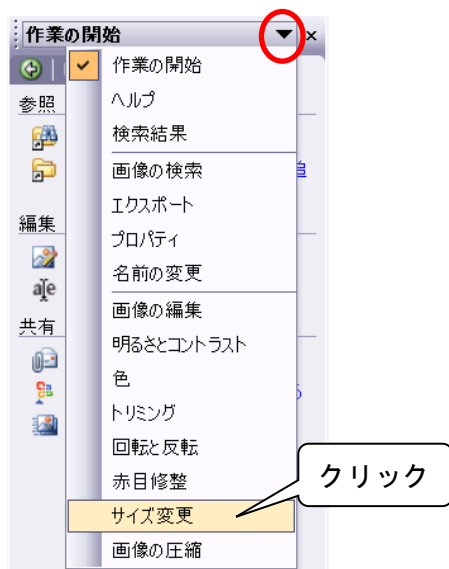 作業の開始
作業の開始
ヘルプ
参照
検索結果
画像の検索
追
エクスポート
編集
プロパティ
名前の変更
画像の編集
共有
明るさとコントラスト
色
る
トリミング
回転と反転
赤目修整
クリック
サイズ変更
画像の圧縮